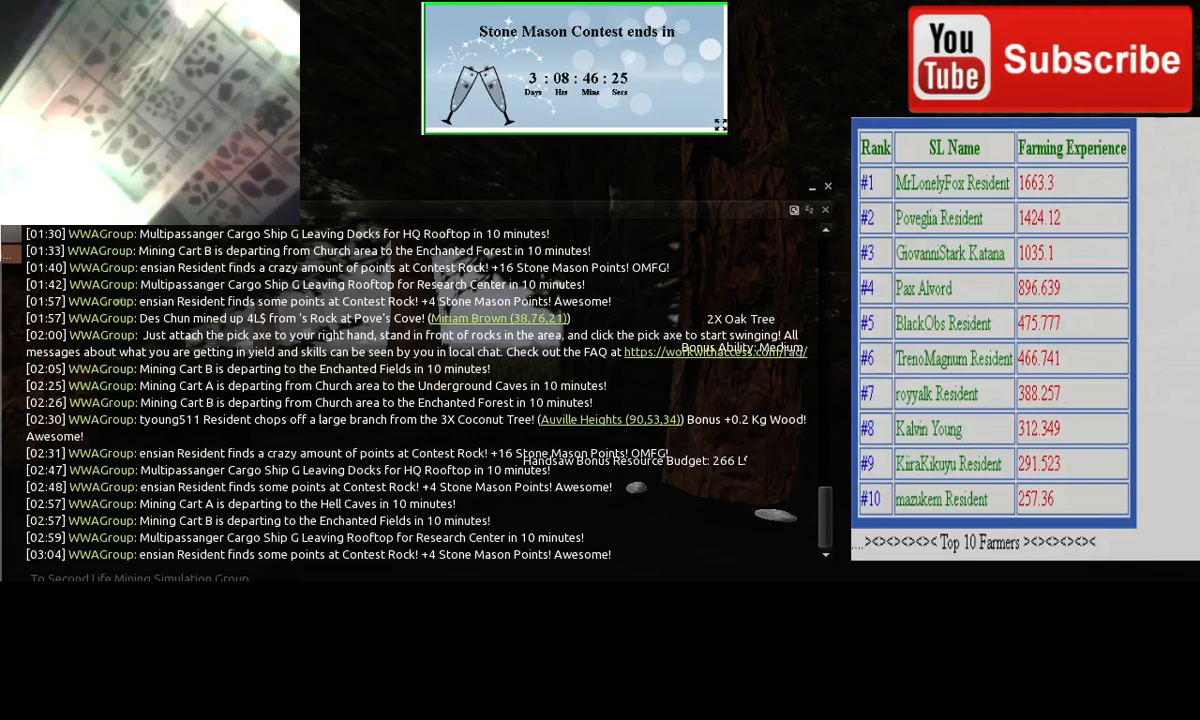 Stone Mason Contest ends in
3 : 08 : 46 : 25
Days Hrs Mins Secs
You
Tube
Subscribe
Rank SL Name Farming Experience
#1 MrLonelyFox Resident 1663.3
#2 Poveglia Resident 1424.12
#3 GiovanniStark Katana 1035.1
#4 Pax Alvord 896.639
#5 BlackObs Resident 475.777
#6 TrenoMagnum Resident 466.741
#7 royyalk Resident 388.257
#8 Kalvin Young 312.349
#9 KiiraKikuyu Resident 291.523
#10 mazukem Resident 257.36
....><><><><>< Top 10 Farmers ><><><><><
[01:30] WWAGroup: Multipassanger Cargo Ship G Leaving Docks for HQ Rooftop in 10 minutes!
[01:33] WWAGroup: Mining Cart B is departing from Church area to the Enchanted Forest in 10 minutes!
[01:40] WWAGroup: ensian Resident finds a crazy amount of points at Contest Rock! +16 Stone Mason Points! OMFG!
[01:42] WWAGroup: Multipassanger Cargo Ship G Leaving Rooftop for Research Center in 10 minutes!
[01:57] WWAGroup: ensian Resident finds some points at Contest Rock! +4 Stone Mason Points! Awesome!
[01:57] WWAGroup: Des Chun mined up 4L$ from 's Rock at Pove's Cove! (Miriam Brown (38,76,21))
[02:00] WWAGroup: Just attach the pick axe to your right hand, stand in front of rocks in the area, and click the pick axe to start swinging! All
messages about what you are getting in yield and skills can be seen by you in local chat. Check out the FAQ at https://workwinaccess.com/faq/
[02:05] WWAGroup: Mining Cart B is departing to the Enchanted Fields in 10 minutes!
[02:25] WWAGroup: Mining Cart A is departing from Church area to the Underground Caves in 10 minutes!
[02:26] WWAGroup: Mining Cart B is departing from Church area to the Enchanted Forest in 10 minutes!
[02:30] WWAGroup: tyoung511 Resident chops off a large branch from the 3X Coconut Tree! (Auville Heights (90,53,34)) Bonus +0.2 Kg Wood!
Awesome!
[02:31] WWAGroup: ensian Resident finds a crazy amount of points at Contest Rock! +16 Stone Mason Points! OMFG!
[02:47] WWAGroup: Multipassanger Cargo Ship G Leaving Docks for HQ Rooftop in 10 minutes!
[02:48] WWAGroup: ensian Resident finds some points at Contest Rock! +4 Stone Mason Points! Awesome!
[02:57] WWAGroup: Mining Cart A is departing to the Hell Caves in 10 minutes!
[02:57] WWAGroup: Mining Cart B is departing to the Enchanted Fields in 10 minutes!
[02:59] WWAGroup: Multipassanger Cargo Ship G Leaving Rooftop for Research Center in 10 minutes!
[03:04] WWAGroup: ensian Resident finds some points at Contest Rock! +4 Stone Mason Points! Awesome!
2X Oak Tree
Bonus Ability: Medium
Handsaw Bonus Resource Budget: 266 L$
To Second Life Mining Simulation Group